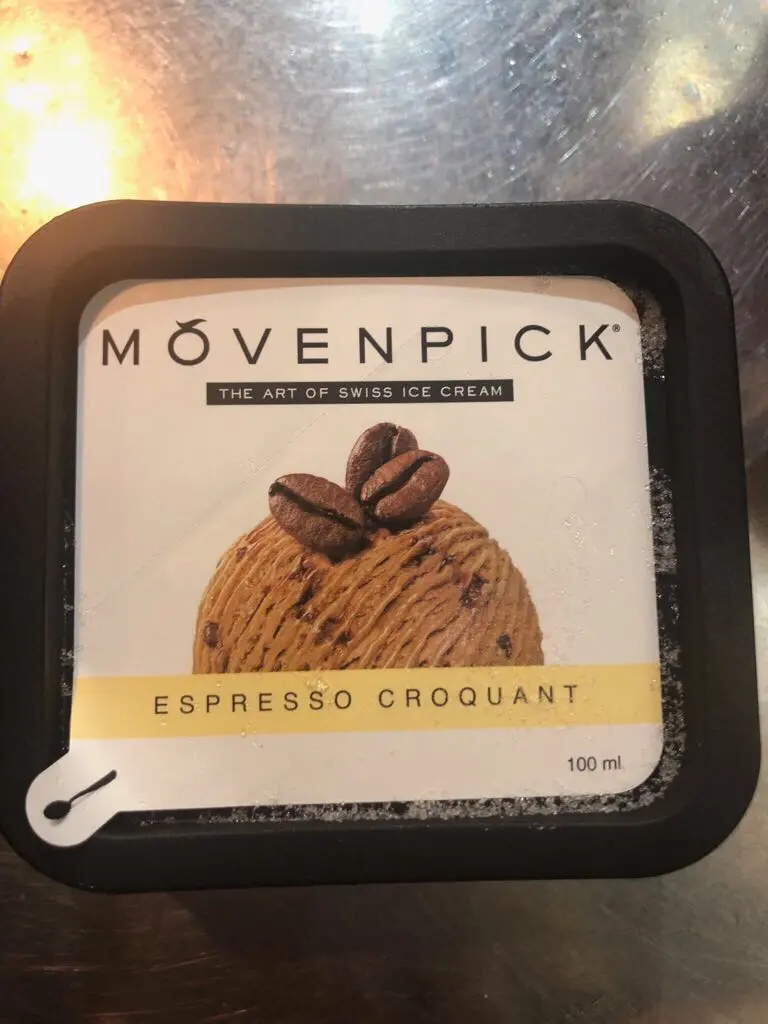 MÖVENPICK®
THE ART OF SWISS ICE CREAM
ESPRESSO CROQUANT
100 ml